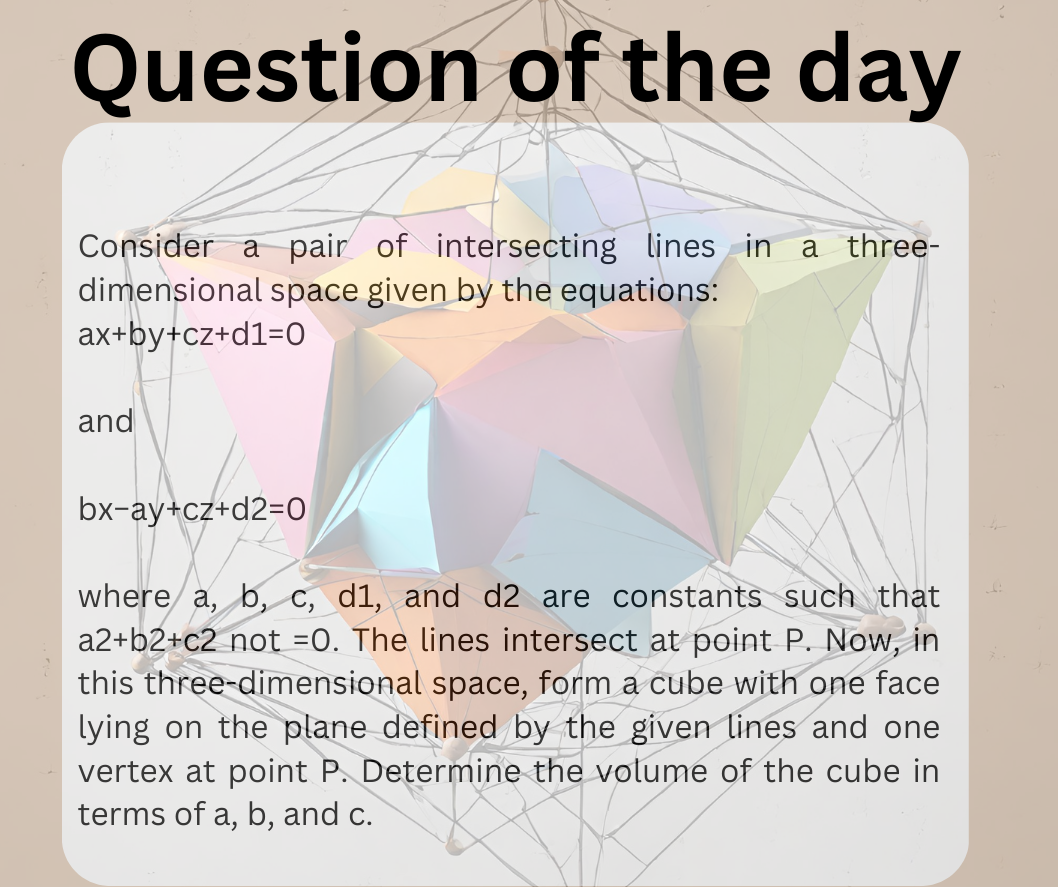 Question of the day
Consider a pair of intersecting lines in a three-
dimensional space given by the equations:
ax+by+cz+d1=0
and
bx−ay+cz+d2=0
where a, b, c, d1, and d2 are constants such that
a2+b2+c2 not =0. The lines intersect at point P. Now, in
this three-dimensional space, form a cube with one face
lying on the plane defined by the given lines and one
vertex at point P. Determine the volume of the cube in
terms of a, b, and c.